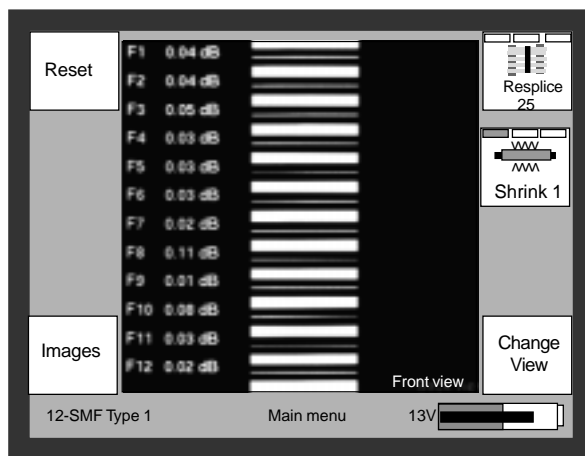 Reset
F1 0.04 dB
F2 0.04 dB
F3 0.05 dB
F4 0.03 dB
F5 0.03 dB
F6 0.03 dB
F7 0.02 dB
F8 0.11 dB
F9 0.01 dB
F10 0.08 dB
F11 0.03 dB
F12 0.02 dB
Resplice
25
Shrink 1
Images
Change
View
Front view
12-SMF Type 1 Main menu 13V